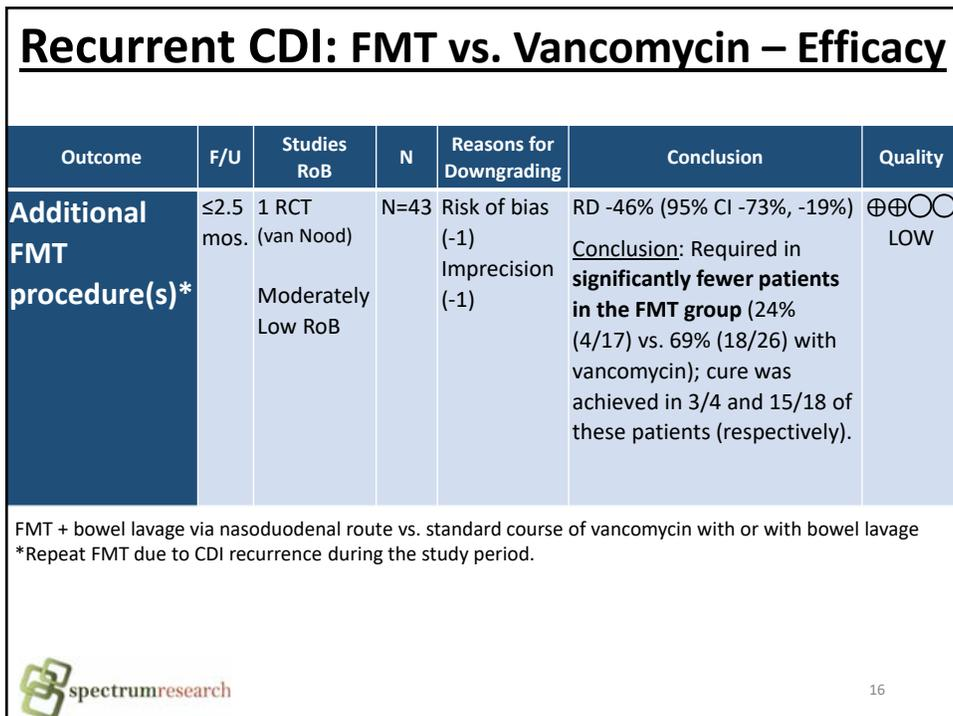 Recurrent CDI: FMT vs. Vancomycin – Efficacy
Outcome
F/U
Studies
RoB
N
Reasons for
Downgrading
Conclusion
Quality
Additional
FMT
procedure(s)*
≤2.5
mos.
1 RCT
(van Nood)
Moderately
Low RoB
N=43
Risk of bias
(-1)
Imprecision
(-1)
RD -46% (95% CI -73%, -19%)
Conclusion: Required in
significantly fewer patients
in the FMT group (24%
(4/17) vs. 69% (18/26) with
vancomycin); cure was
achieved in 3/4 and 15/18 of
these patients (respectively).
⊕⊕◯◯
LOW
FMT + bowel lavage via nasoduodenal route vs. standard course of vancomycin with or with bowel lavage
*Repeat FMT due to CDI recurrence during the study period.
spectrumresearch
16